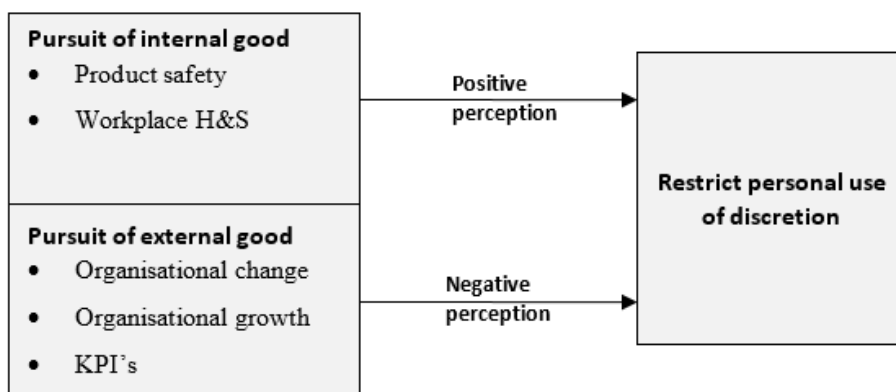 Pursuit of internal good
• Product safety
• Workplace H&S
Positive
perception
Restrict personal use
of discretion
Pursuit of external good
• Organisational change
• Organisational growth
• KPI’s
Negative
perception